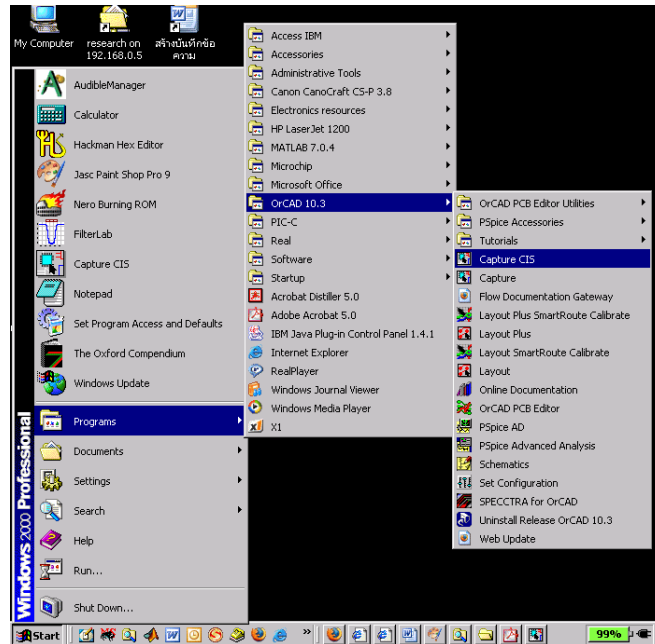 My Computer
research on
192.168.0.5
สร้างบันทึกข้อ
ความ
AudibleManager
Calculator
Hackman Hex Editor
Jasc Paint Shop Pro 9
Nero Burning ROM
FilterLab
Capture CIS
Notepad
Set Program Access and Defaults
The Oxford Compendium
Windows Update
Programs
Documents
Settings
Search
Help
Run...
Shut Down...
Windows 2000 Professional
Access IBM
Accessories
Administrative Tools
Canon CanoCraft CS-P 3.8
Electronics resources
HP LaserJet 1200
MATLAB 7.0.4
Microchip
Microsoft Office
OrCAD 10.3
PIC-C
Real
Software
Startup
Acrobat Distiller 5.0
Adobe Acrobat 5.0
IBM Java Plug-in Control Panel 1.4.1
Internet Explorer
RealPlayer
Windows Journal Viewer
Windows Media Player
X1
OrCAD PCB Editor Utilities
PSpice Accessories
Tutorials
Capture CIS
Capture
Flow Documentation Gateway
Layout Plus SmartRoute Calibrate
Layout Plus
Layout SmartRoute Calibrate
Layout
Online Documentation
OrCAD PCB Editor
PSpice AD
PSpice Advanced Analysis
Schematics
Set Configuration
SPECCTRA for OrCAD
Uninstall Release OrCAD 10.3
Web Update
Start
99%